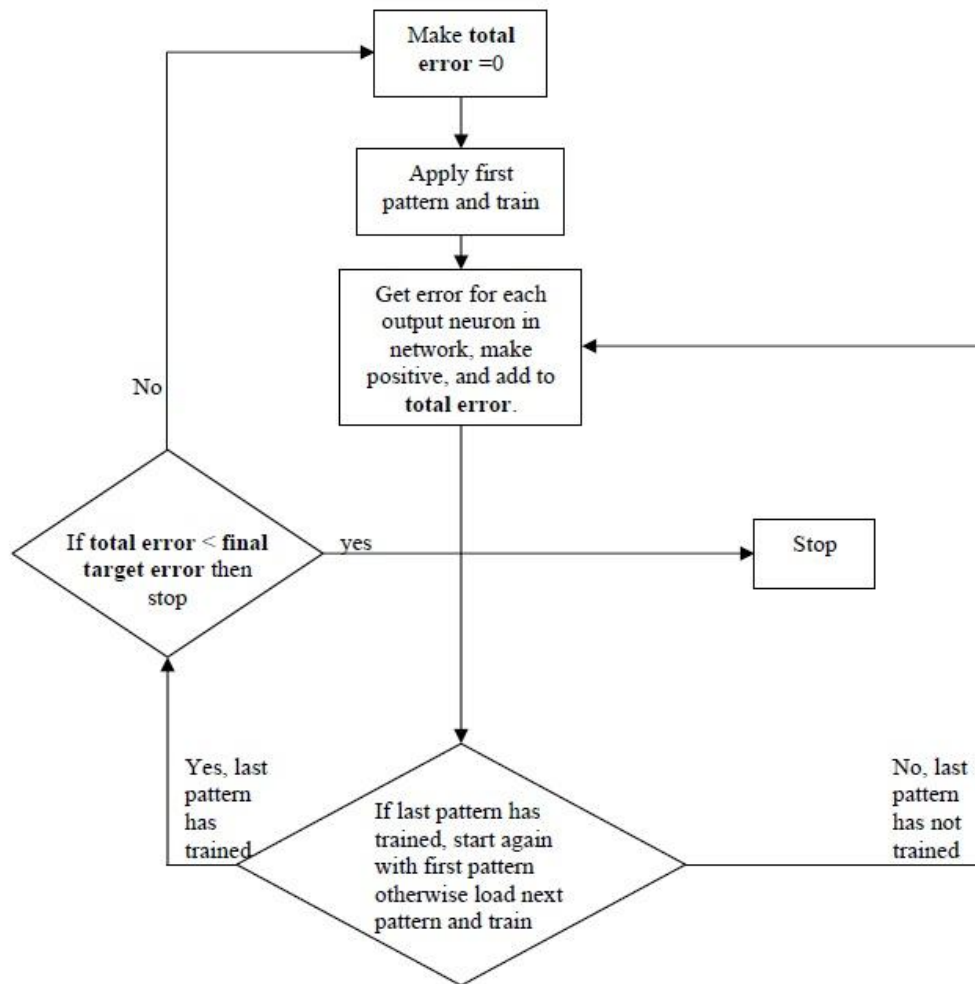 Make total
error =0
Apply first
pattern and train
Get error for each
output neuron in
network, make
positive, and add to
total error.
No
If total error < final
target error then
stop
yes
Stop
Yes, last
pattern
has
trained
If last pattern has
trained, start again
with first pattern
otherwise load next
pattern and train
No, last
pattern
has not
trained